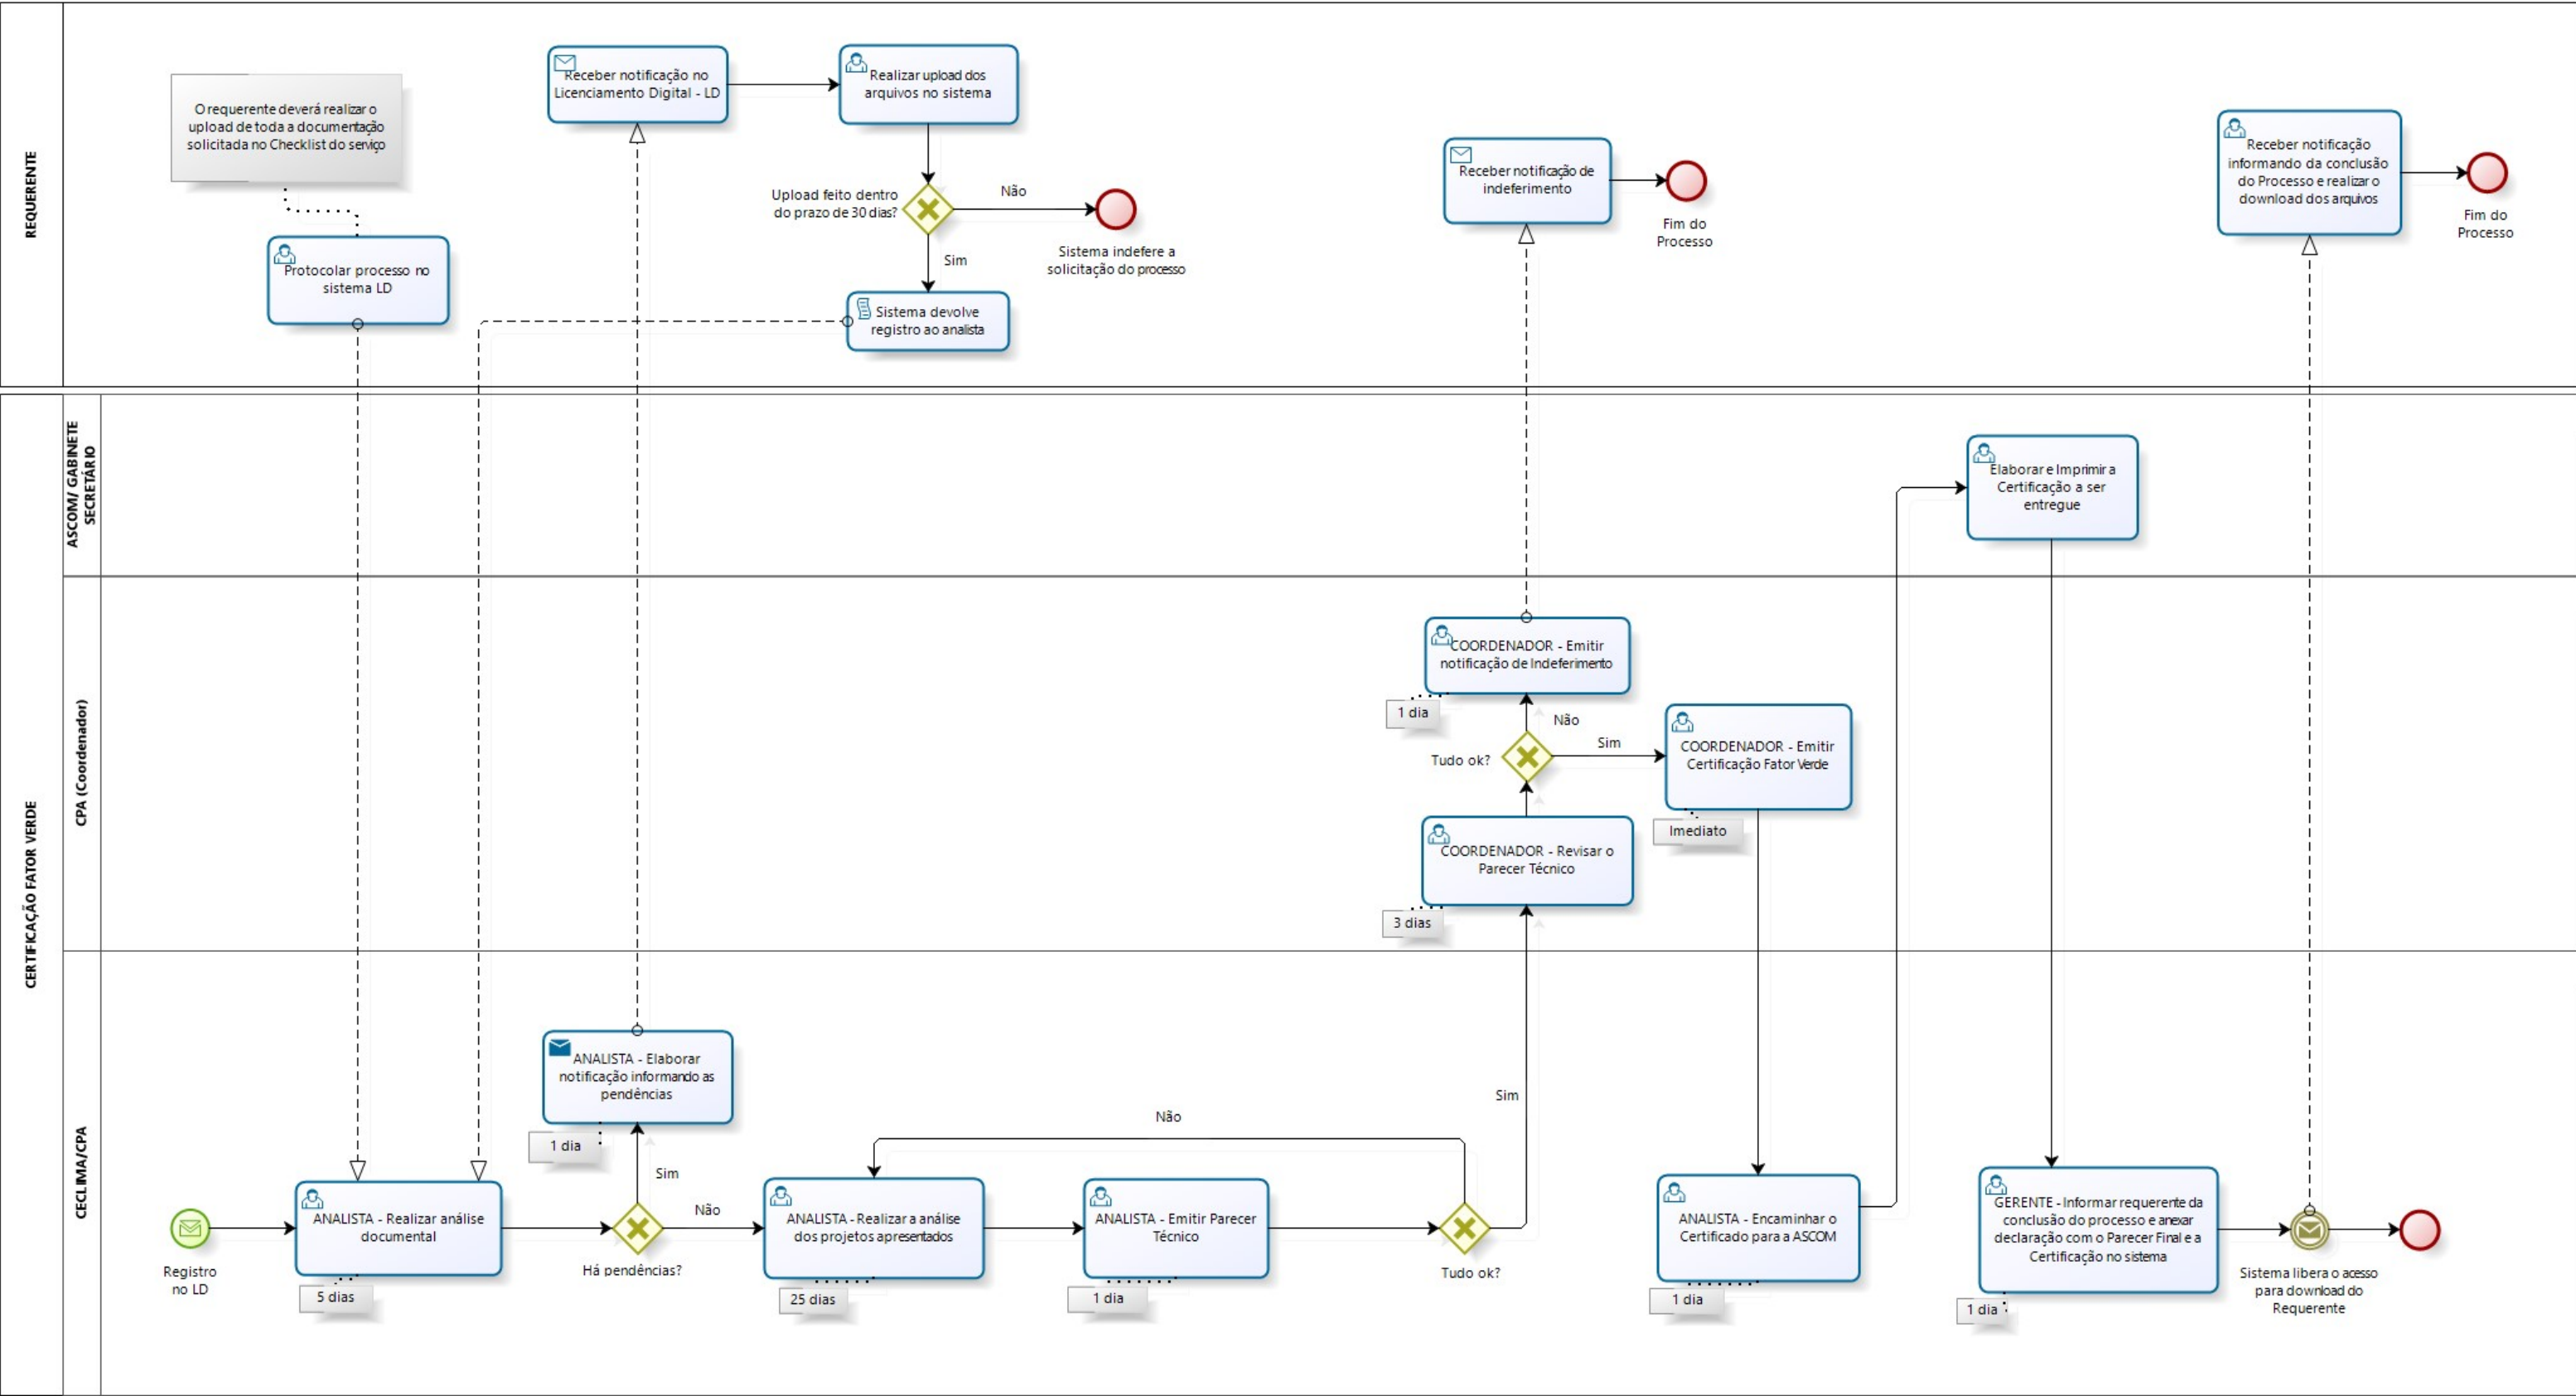 REQUERENTE
O requerente deverá realizar o
upload de toda a documentação
solicitada no Checklist do serviço
Protocolar processo no
sistema LD
Receber notificação no
Licenciamento Digital - LD
Realizar upload dos
arquivos no sistema
Upload feito dentro
do prazo de 30 dias?
Não
Sistema indefere a
solicitação do processo
Sim
Sistema devolve
registro ao analista
Receber notificação de
indeferimento
Fim do
Processo
Receber notificação
informando da conclusão
do Processo e realizar o
download dos arquivos
Fim do
Processo
CERTIFICAÇÃO FATOR VERDE
ASCOM/ GABINETE
SECRETÁRIO
Elaborar e Imprimir a
Certificação a ser
entregue
CPA (Coordenador)
COORDENADOR - Emitir
notificação de Indeferimento
1 dia
Não
Tudo ok?
Sim
COORDENADOR - Emitir
Certificação Fator Verde
Imediato
COORDENADOR - Revisar o
Parecer Técnico
3 dias
CECLIMA/CPA
Registro
no LD
ANALISTA - Realizar análise
documental
5 dias
ANALISTA - Elaborar
notificação informando as
pendências
1 dia
Sim
Há pendências?
Não
ANALISTA - Realizar a análise
dos projetos apresentados
25 dias
ANALISTA - Emitir Parecer
Técnico
1 dia
Não
Tudo ok?
Sim
ANALISTA - Encaminhar o
Certificado para a ASCOM
1 dia
GERENTE - Informar requerente da
conclusão do processo e anexar
declaração com o Parecer Final e a
Certificação no sistema
1 dia
Sistema libera o acesso
para download do
Requerente